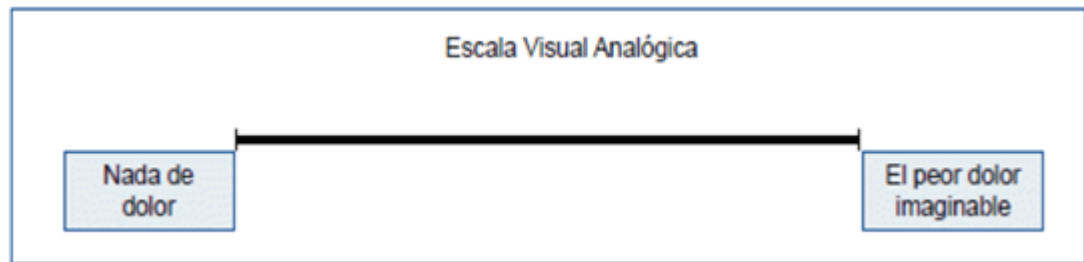 Escala Visual Analógica
Nada de
dolor
El peor dolor
imaginable